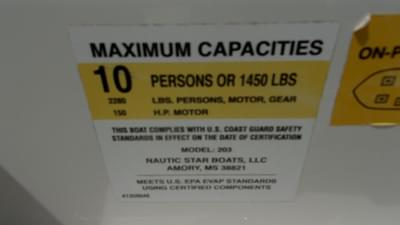 MAXIMUM CAPACITIES
10 PERSONS OR 1450 LBS
2280 LBS. PERSONS, MOTOR, GEAR
150 H.P. MOTOR
THIS BOAT COMPLIES WITH U.S. COAST GUARD SAFETY
STANDARDS IN EFFECT ON THE DATE OF CERTIFICATION
MODEL: 203
NAUTIC STAR BOATS, LLC
AMORY, MS 38821
MEETS U.S. EPA EVAP STANDARDS
USING CERTIFIED COMPONENTS
ON-P